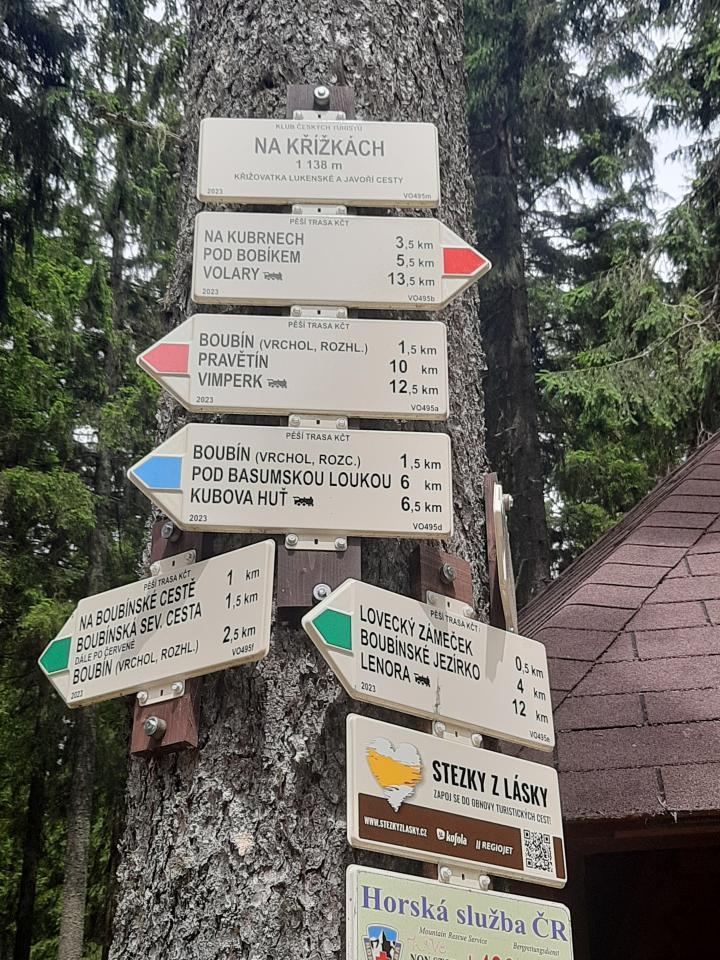 KLUB ČESKÝCH TURISTŮ
NA KŘÍŽKÁCH
1 138 m
KŘIŽOVATKA LUKENSKÉ A JAVOŘÍ CESTY
2023 VO495m
PĚŠÍ TRASA KČT
NA KUBRNECH 3,5 km
POD BOBÍKEM 5,5 km
VOLARY 13,5 km
2023 VO495b
PĚŠÍ TRASA KČT
BOUBÍN (VRCHOL, ROZHL.) 1,5 km
PRAVĚTÍN 10 km
VIMPERK 12,5 km
2023 VO495a
PĚŠÍ TRASA KČT
BOUBÍN (VRCHOL, ROZC.) 1,5 km
POD BASUMSKOU LOUKOU 6 km
KUBOVA HUŤ 6,5 km
2023 VO495d
PĚŠÍ TRASA KČT
NA BOUBÍNSKÉ CESTĚ 1 km
BOUBÍNSKÁ SEV. CESTA 1,5 km
DÁLE PO ČERVENÉ
BOUBÍN (VRCHOL, ROZHL.) 2,5 km
2023 VO495f
PĚŠÍ TRASA KČT
LOVECKÝ ZÁMEČEK 0,5 km
BOUBÍNSKÉ JEZÍRKO 4 km
LENORA 12 km
2023 VO495e
STEZKY Z LÁSKY
ZAPOJ SE DO OBNOVY TURISTICKÝCH CEST!
WWW.STEZKYZLASKY.CZ kofola REGIOJET
Horská služba ČR
Mountain Rescue Service Bergrettungsdienst